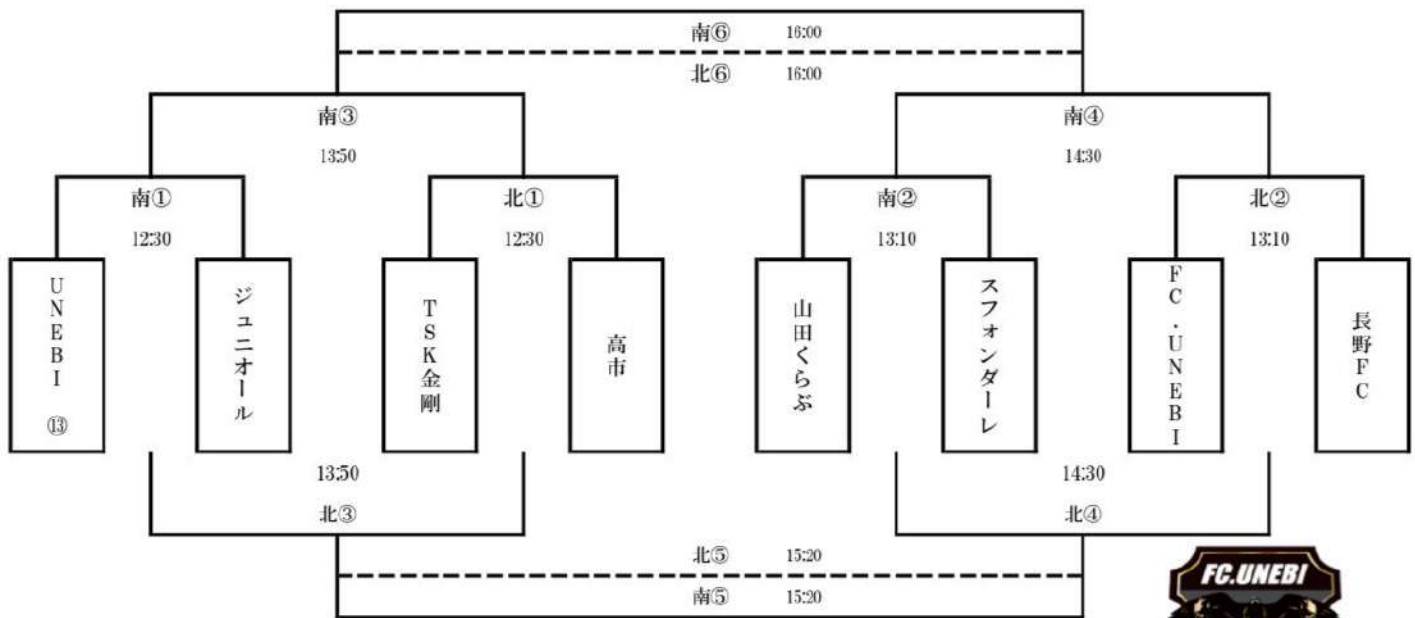 南⑥ 16:00
北⑥ 16:00
南③
南④
13:50
14:30
南①
北①
南②
北②
12:30
12:30
13:10
13:10
UNEBI ⑬
ジュニオール
TSK金剛
高市
山田くらぶ
スフォンダーレ
FC.UNEBI
長野FC
13:50
14:30
北③
北④
北⑤ 15:20
南⑤ 15:20
FC.UNEBI